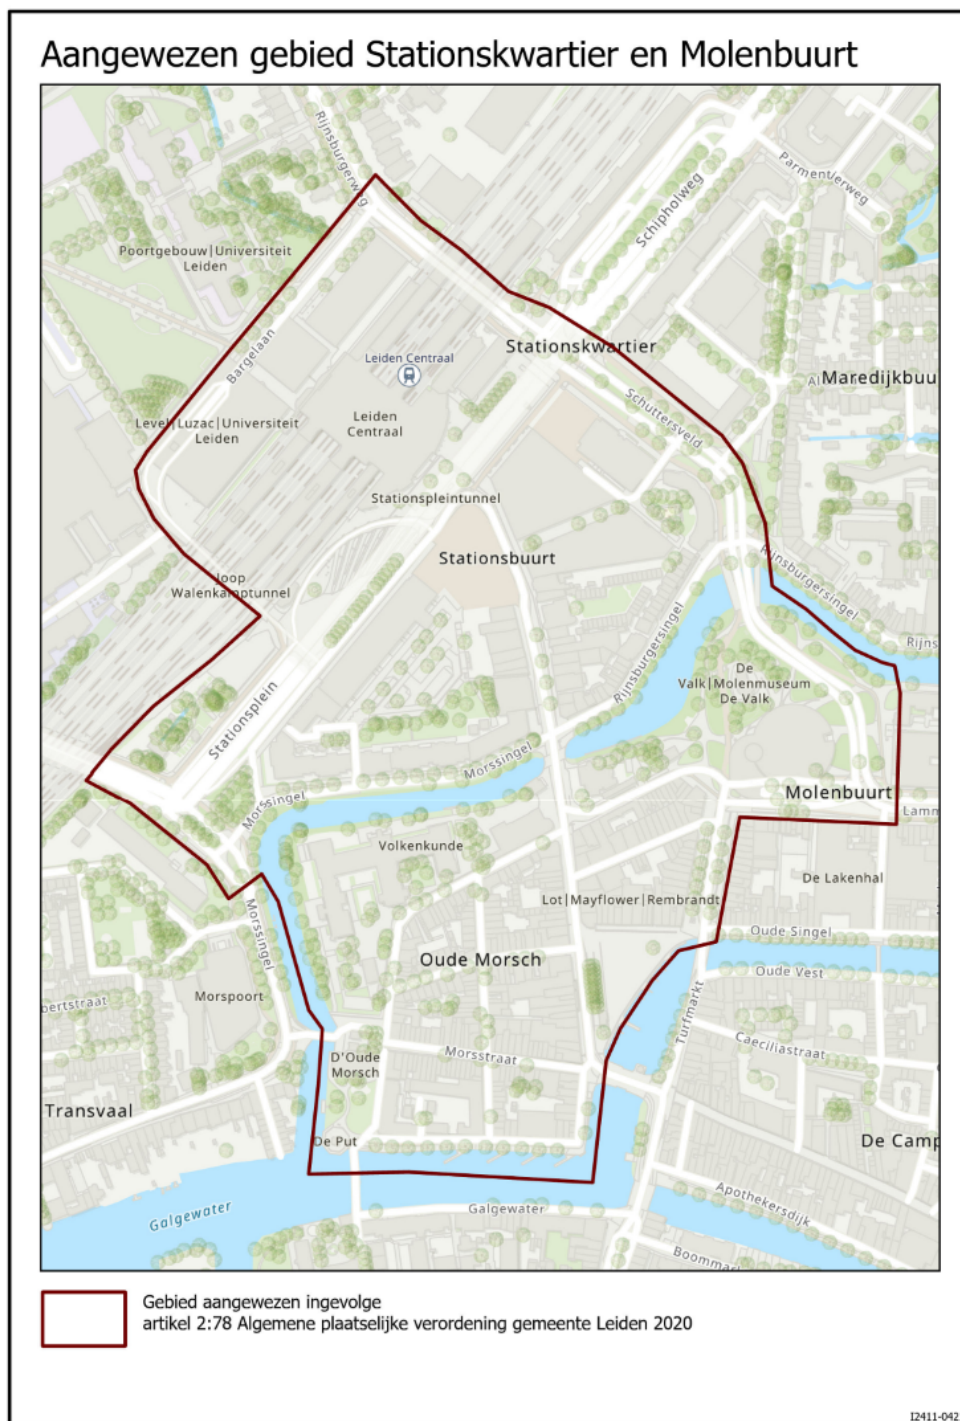 Aangewezen gebied Stationskwartier en Molenbuurt
Rijnsburgerweg
Parmentierweg
Schipholweg
Poortgebouw|Universiteit
Leiden
Bargelaan
Leiden Centraal
Stationskwartier
Maredijkbuu
Schuttersveld
Level|Luzac|Universiteit
Leiden
Leiden
Centraal
Stationspleintunnel
Stationsbuurt
Joop
Walenkamptunnel
Rijnsburgersingel
Rijnsburgersingel
Rijns
De
Valk|Molenmuseum
De Valk
Stationsplein
Morssingel
Morssingel
Molenbuurt
Lamm
Volkenkunde
De Lakenhal
Lot|Mayflower|Rembrandt
Morssingel
Oude Singel
Oude Morsch
Oude Vest
Morspoort
bertstraat
Turfmarkt
Caeciliastraat
D'Oude
Morsch
Morsstraat
Transvaal
De Put
De Camp
Apothekersdijk
Galgewater
Galgewater
Boommar
Gebied aangewezen ingevolge
artikel 2:78 Algemene plaatselijke verordening gemeente Leiden 2020
I2411-042